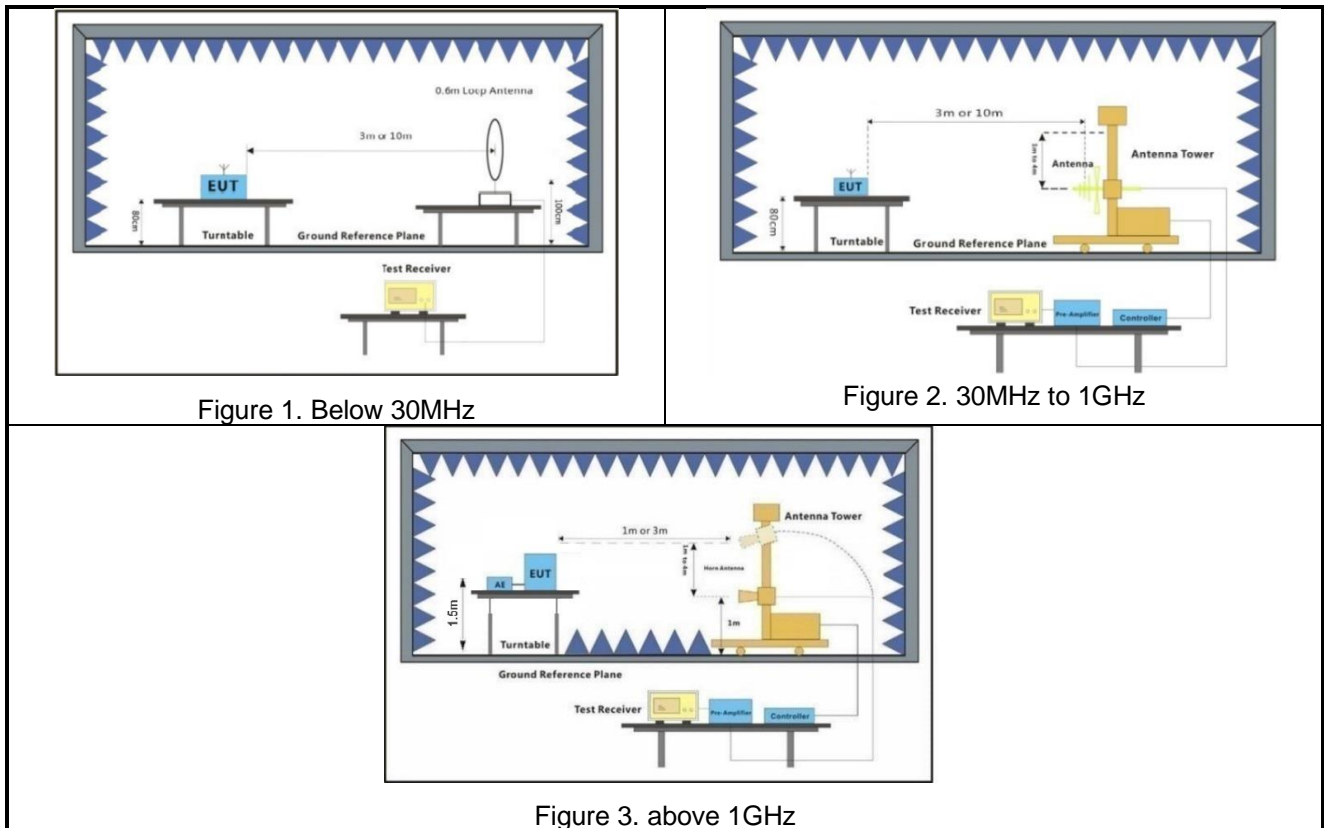 0.6m Loop Antenna
3m or 10m
EUT
80cm
100cm
Turntable
Ground Reference Plane
Test Receiver
Figure 1. Below 30MHz
3m or 10m
1m to 4m
Antenna
Antenna Tower
EUT
80cm
Turntable
Ground Reference Plane
Test Receiver
Pre-Amplifier
Controller
Figure 2. 30MHz to 1GHz
Antenna Tower
1m or 3m
1m to 4m
Horn Antenna
EUT
AE
1.5m
1m
Turntable
Ground Reference Plane
Test Receiver
Pre-Amplifier
Controller
Figure 3. above 1GHz